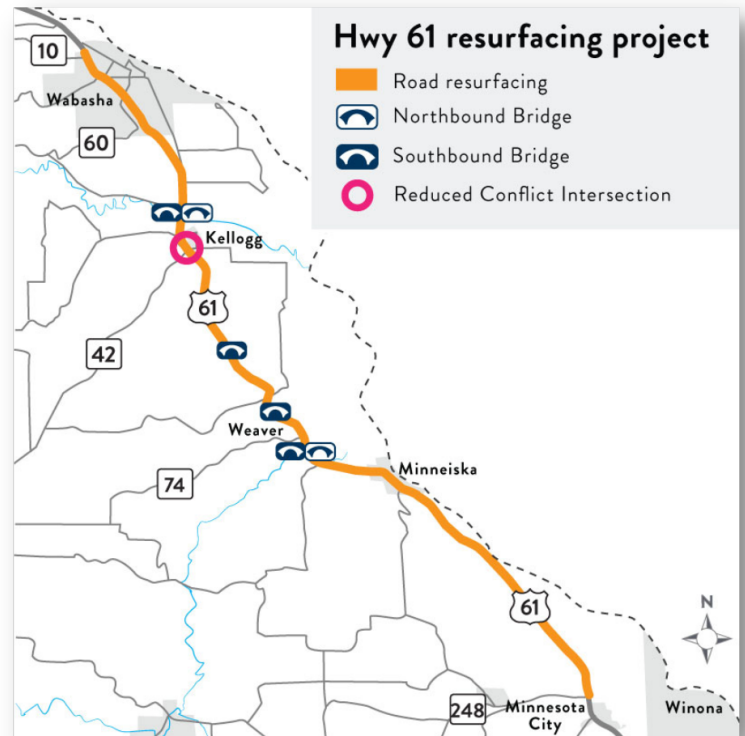 Hwy 61 resurfacing project
Road resurfacing
Northbound Bridge
Southbound Bridge
Reduced Conflict Intersection
10
Wabasha
60
Kellogg
61
42
Weaver
74
Minneiska
61
N
248
Minnesota
City
Winona